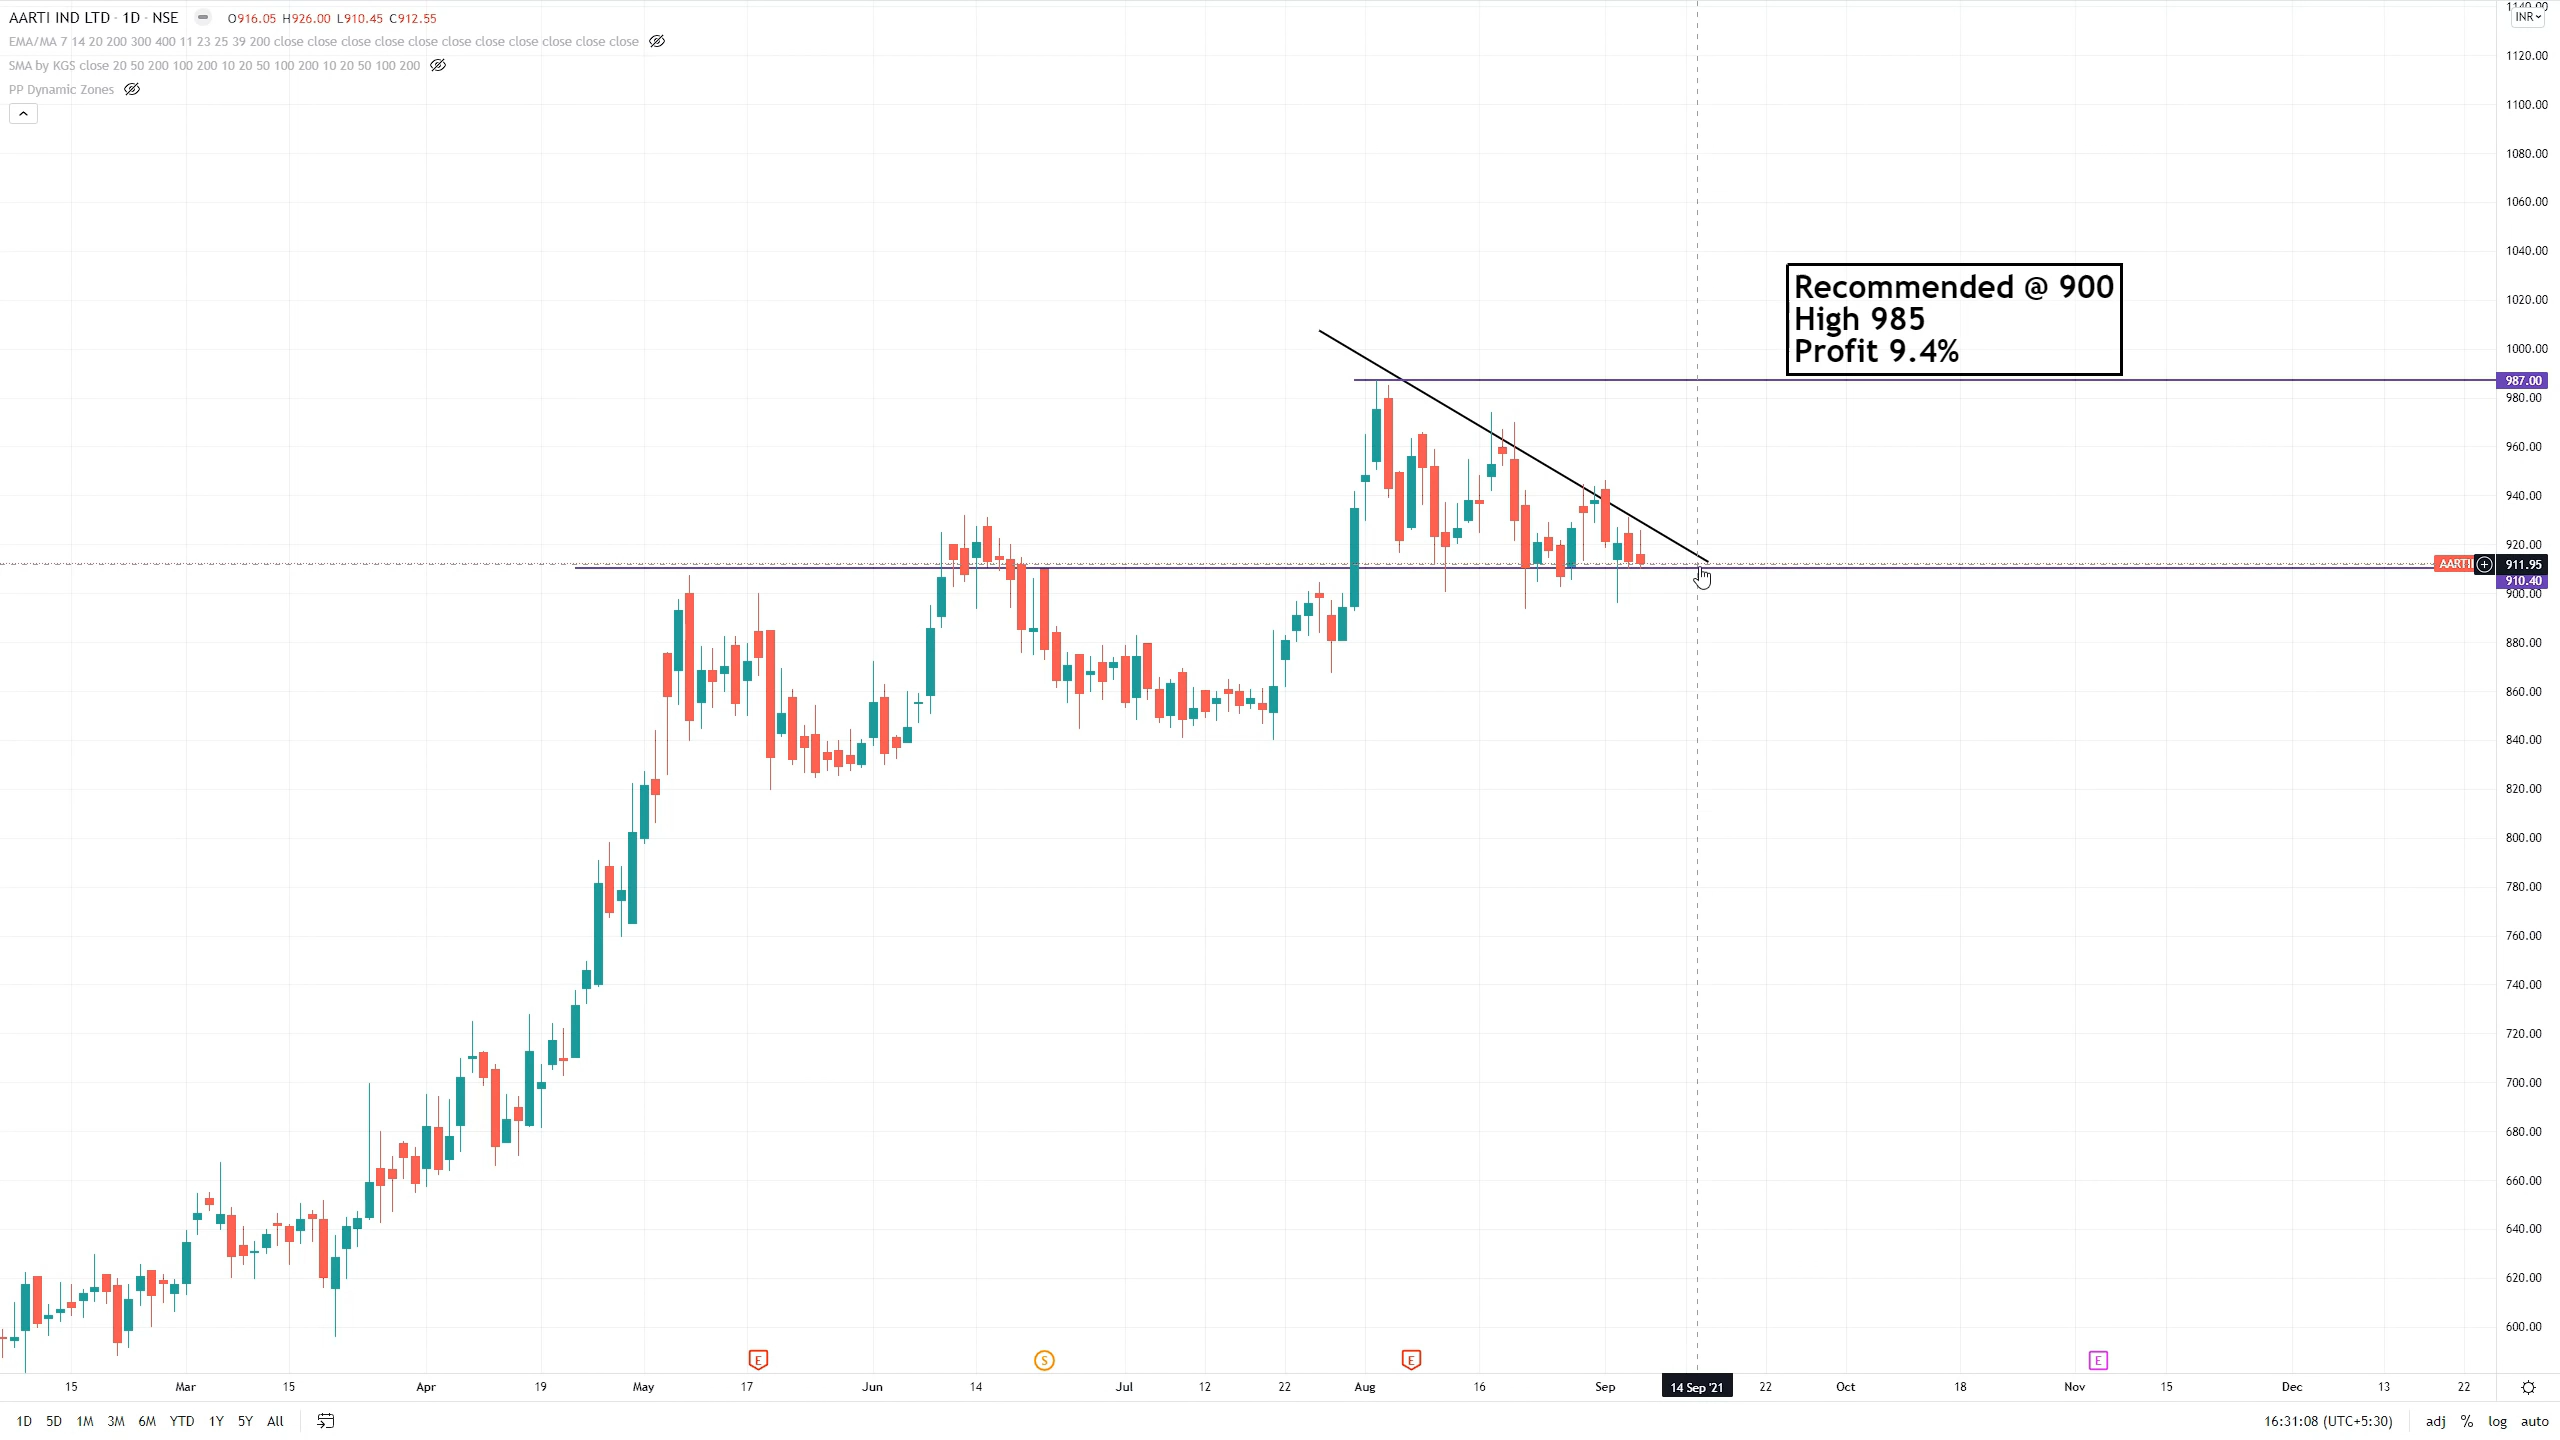 AARTI IND LTD · 1D · NSE O916.05 H926.00 L910.45 C912.55
EMA/MA 7 14 20 200 300 400 11 23 25 39 200 close close close close close close close close close close close
SMA by KGS close 20 50 200 100 200 10 20 50 100 200 10 20 50 100 200
PP Dynamic Zones
INR
1140.00
1120.00
1100.00
1080.00
1060.00
1040.00
1020.00
1000.00
987.00
980.00
960.00
940.00
920.00
AARTI
911.95
910.40
900.00
880.00
860.00
840.00
820.00
800.00
780.00
760.00
740.00
720.00
700.00
680.00
660.00
640.00
620.00
600.00
Recommended @ 900
High 985
Profit 9.4%
E S E E
15 Mar 15 Apr 19 May 17 Jun 14 Jul 12 22 Aug 16 Sep 14 Sep '21 22 Oct 18 Nov 15 Dec 13 22
1D 5D 1M 3M 6M YTD 1Y 5Y All 16:31:08 (UTC+5:30) adj % log auto